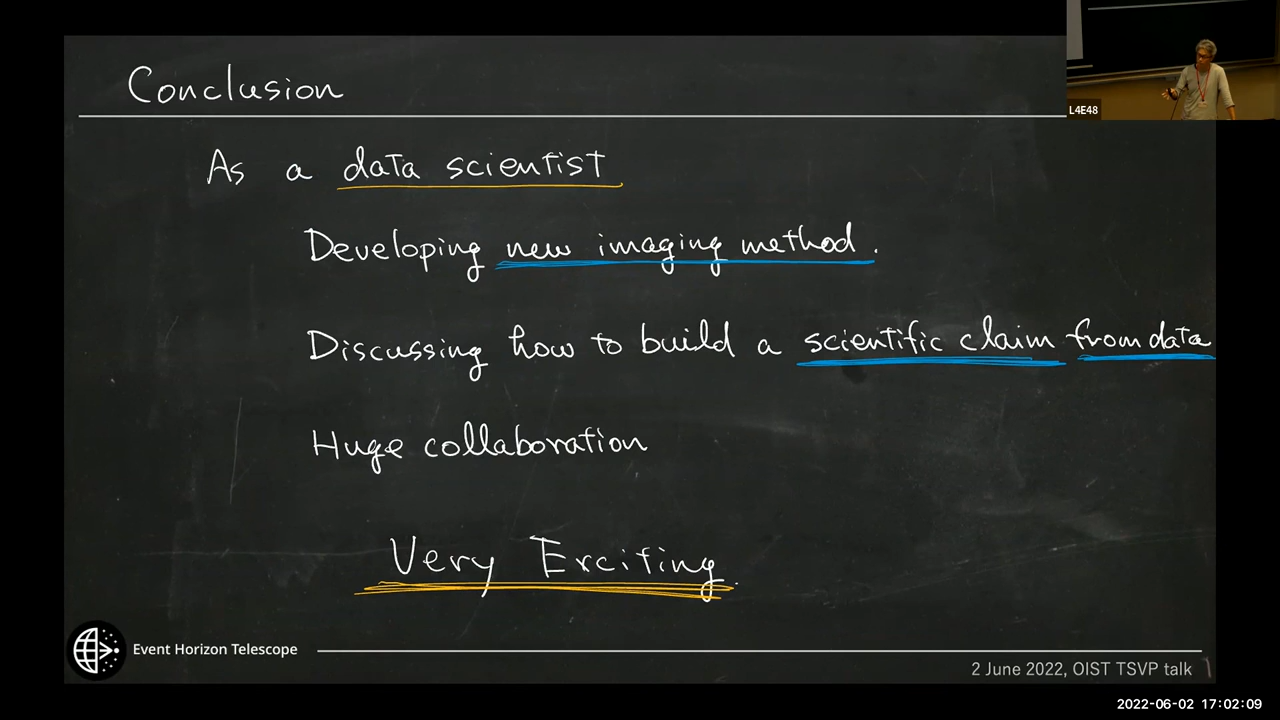 Conclusion
L4E48
As a data scientist
Developing new imaging method.
Discussing how to build a scientific claim from data
Huge collaboration
Very Exciting.
Event Horizon Telescope
2 June 2022, OIST TSVP talk
2022-06-02 17:02:09